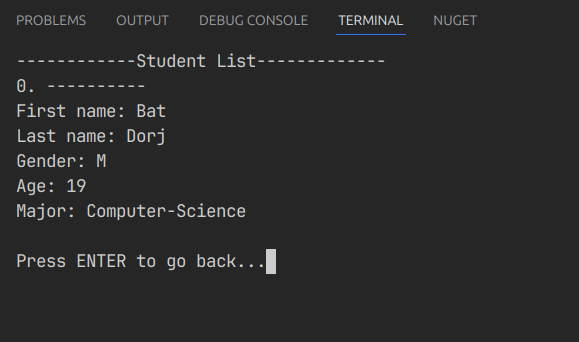 PROBLEMS OUTPUT DEBUG CONSOLE TERMINAL NUGET
------------Student List-------------
0. ----------
First name: Bat
Last name: Dorj
Gender: M
Age: 19
Major: Computer-Science
Press ENTER to go back...